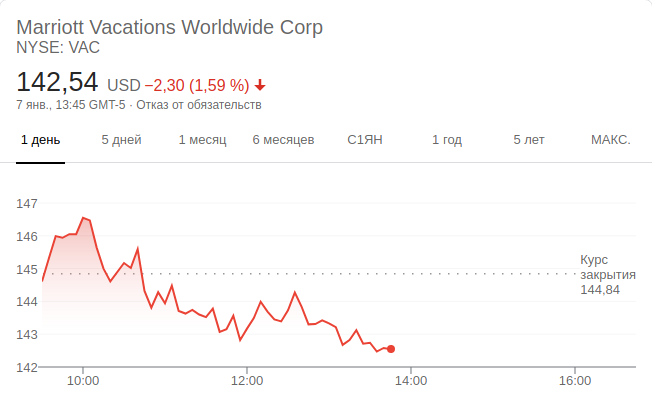 Marriott Vacations Worldwide Corp
NYSE: VAC
142,54 USD −2,30 (1,59 %)
7 янв., 13:45 GMT-5 · Отказ от обязательств
1 день 5 дней 1 месяц 6 месяцев С1ЯН 1 год 5 лет МАКС.
147
146
145
144
143
142
Курс
закрытия
144,84
10:00 12:00 14:00 16:00